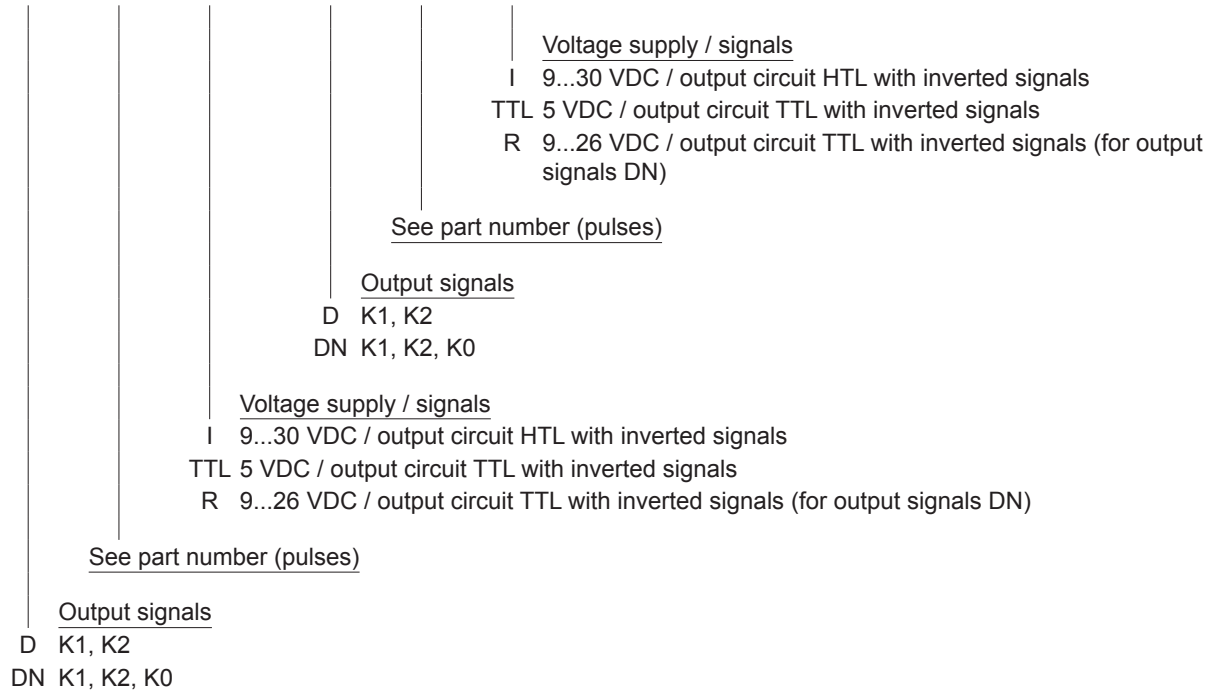 Voltage supply / signals
I 9...30 VDC / output circuit HTL with inverted signals
TTL 5 VDC / output circuit TTL with inverted signals
R 9...26 VDC / output circuit TTL with inverted signals (for output
signals DN)
See part number (pulses)
Output signals
D K1, K2
DN K1, K2, K0
Voltage supply / signals
I 9...30 VDC / output circuit HTL with inverted signals
TTL 5 VDC / output circuit TTL with inverted signals
R 9...26 VDC / output circuit TTL with inverted signals (for output signals DN)
See part number (pulses)
Output signals
D K1, K2
DN K1, K2, K0